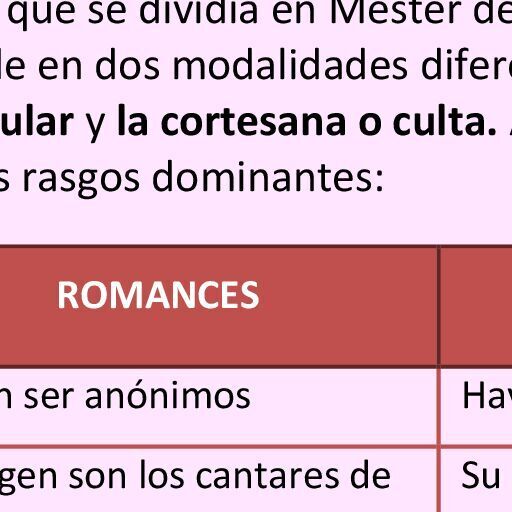 que se dividía en Mester de
le en dos modalidades difer
ular y la cortesana o culta.
s rasgos dominantes:
ROMANCES
n ser anónimos
Hay
gen son los cantares de
Su